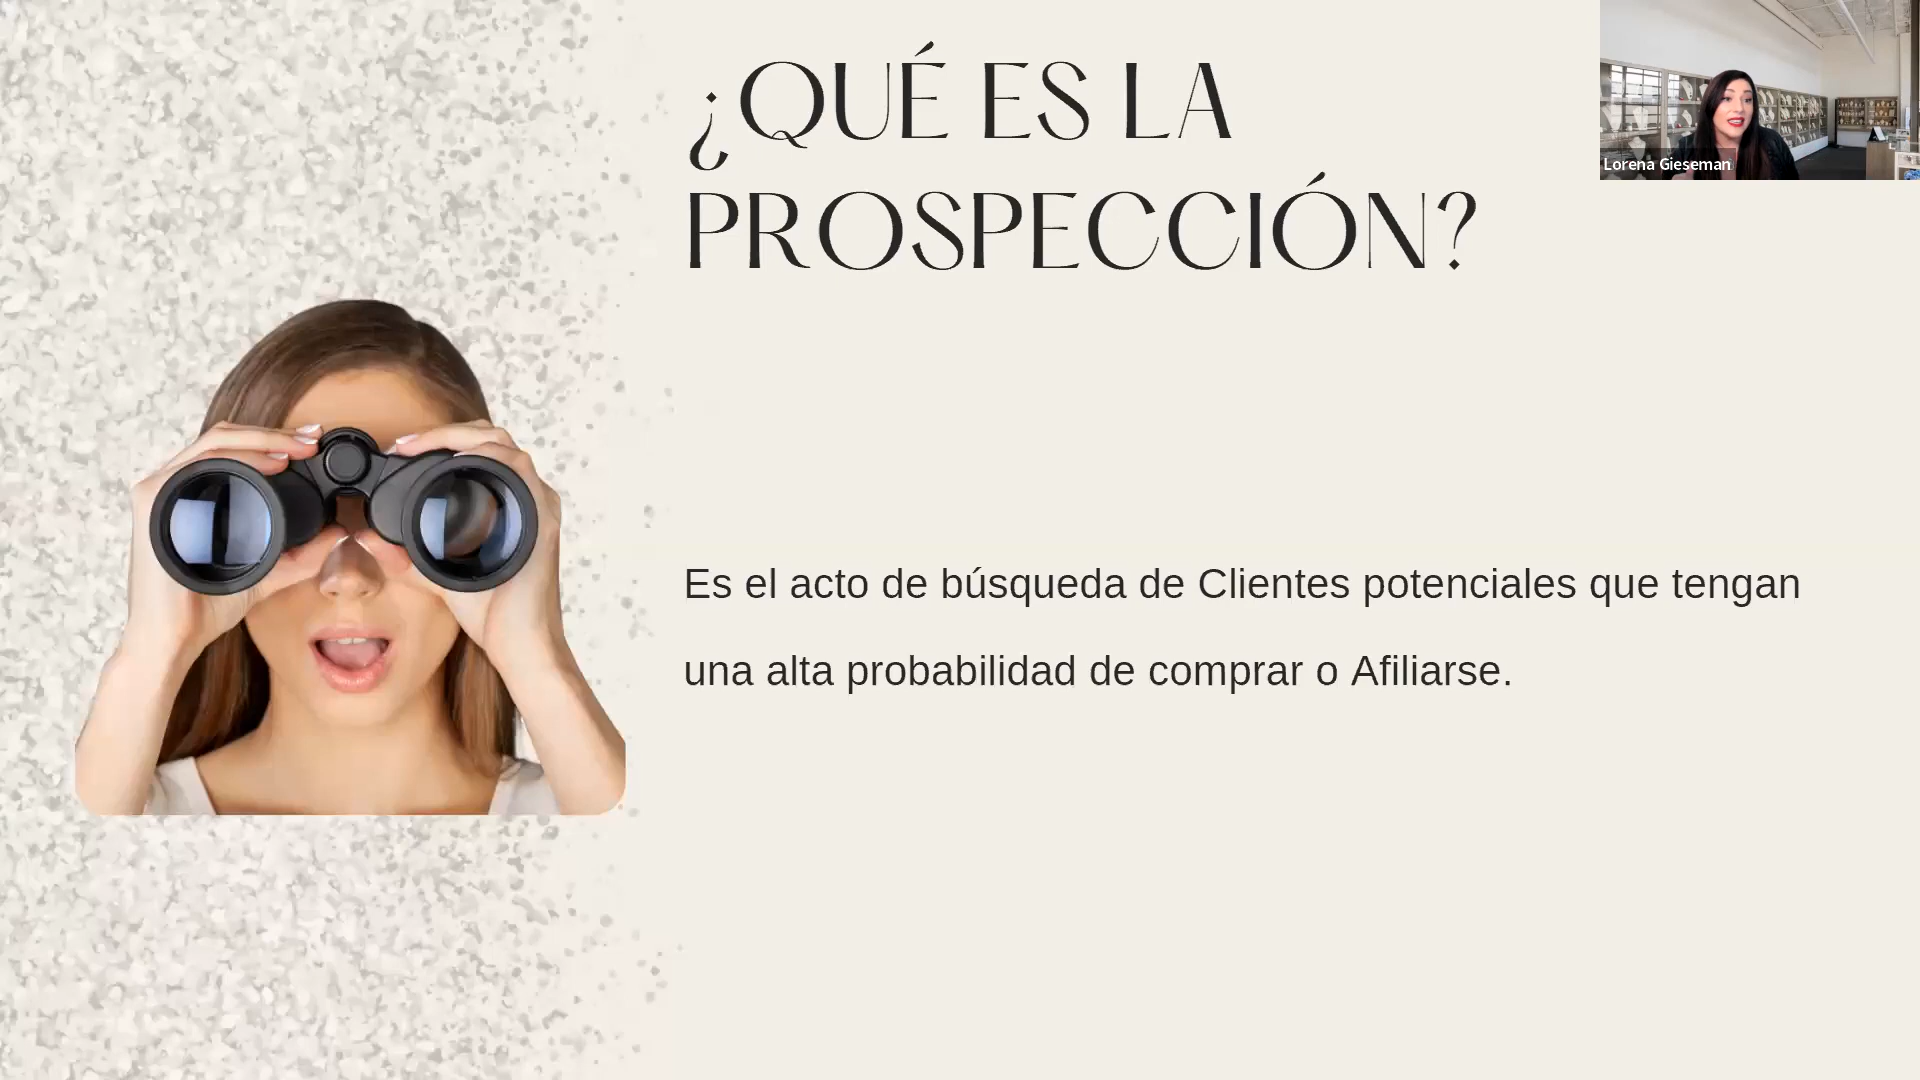 ¿QUÉ ES LA
PROSPECCIÓN?
Lorena Gieseman
Es el acto de búsqueda de Clientes potenciales que tengan
una alta probabilidad de comprar o Afiliarse.